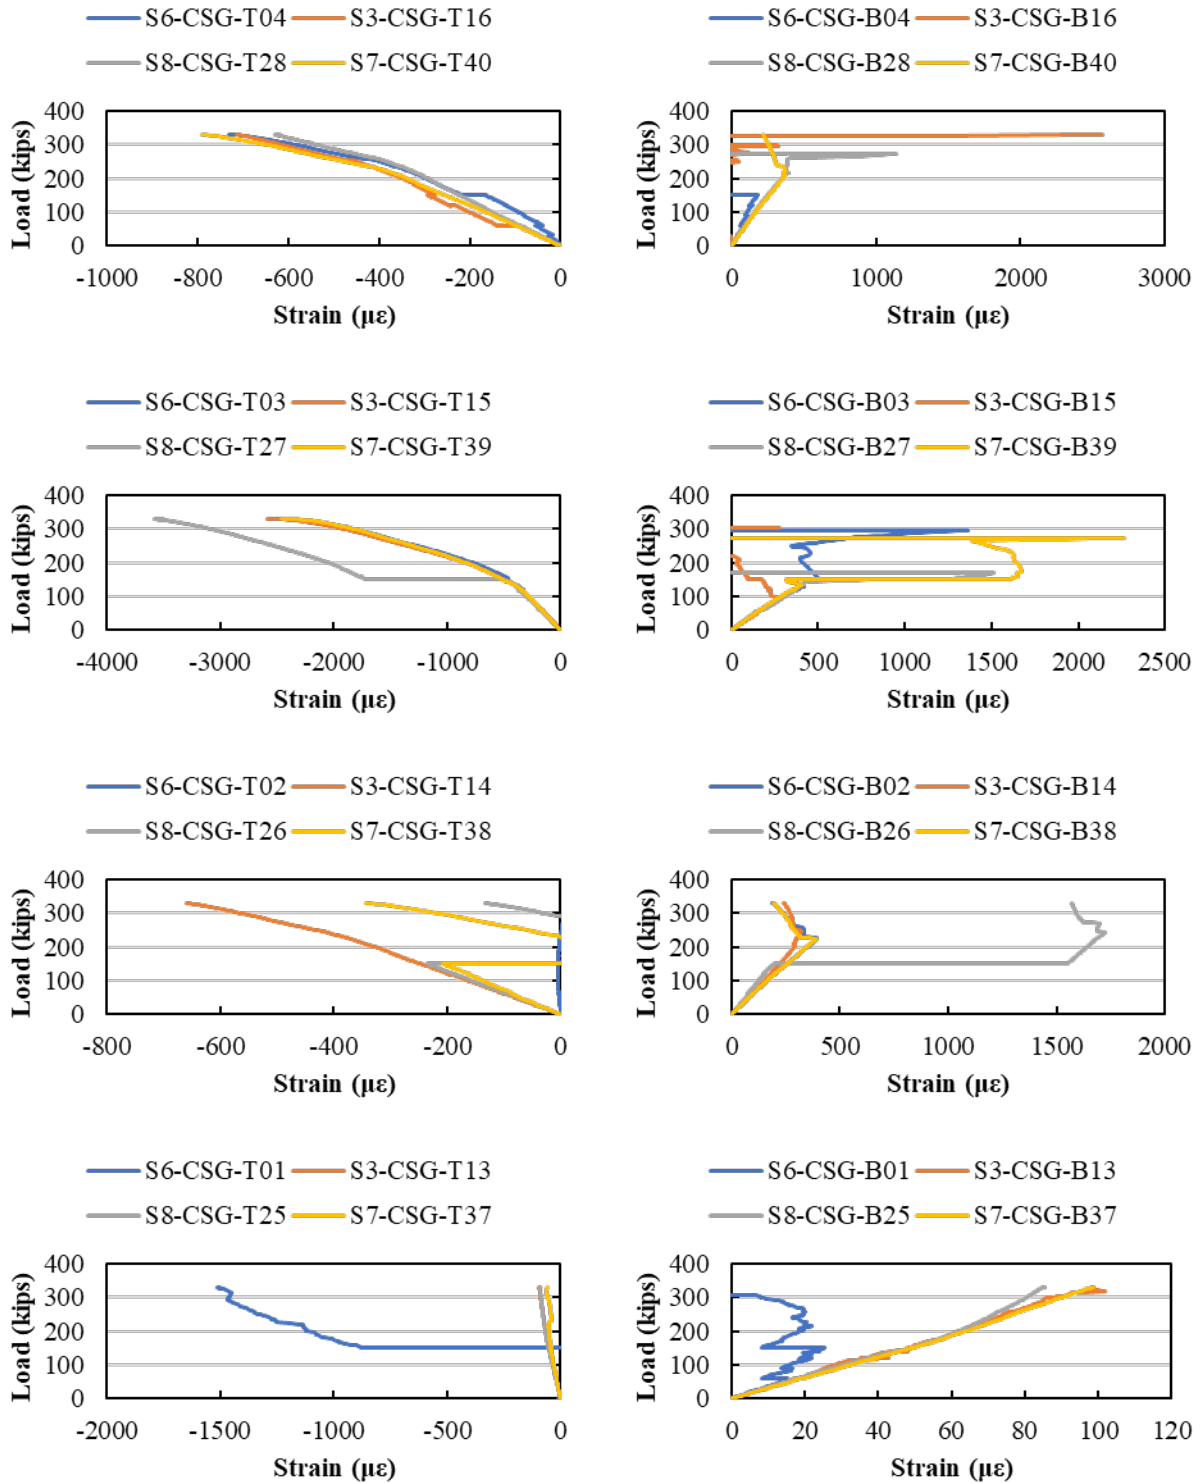 S6-CSG-T04 S3-CSG-T16
S8-CSG-T28 S7-CSG-T40
400
300
200
100
0
Load (kips)
-1000 -800 -600 -400 -200 0
Strain (με)
S6-CSG-B04 S3-CSG-B16
S8-CSG-B28 S7-CSG-B40
400
300
200
100
0
Load (kips)
0 1000 2000 3000
Strain (με)
S6-CSG-T03 S3-CSG-T15
S8-CSG-T27 S7-CSG-T39
400
300
200
100
0
Load (kips)
-4000 -3000 -2000 -1000 0
Strain (με)
S6-CSG-B03 S3-CSG-B15
S8-CSG-B27 S7-CSG-B39
400
300
200
100
0
Load (kips)
0 500 1000 1500 2000 2500
Strain (με)
S6-CSG-T02 S3-CSG-T14
S8-CSG-T26 S7-CSG-T38
400
300
200
100
0
Load (kips)
-800 -600 -400 -200 0
Strain (με)
S6-CSG-B02 S3-CSG-B14
S8-CSG-B26 S7-CSG-B38
400
300
200
100
0
Load (kips)
0 500 1000 1500 2000
Strain (με)
S6-CSG-T01 S3-CSG-T13
S8-CSG-T25 S7-CSG-T37
400
300
200
100
0
Load (kips)
-2000 -1500 -1000 -500 0
Strain (με)
S6-CSG-B01 S3-CSG-B13
S8-CSG-B25 S7-CSG-B37
400
300
200
100
0
Load (kips)
0 20 40 60 80 100 120
Strain (με)